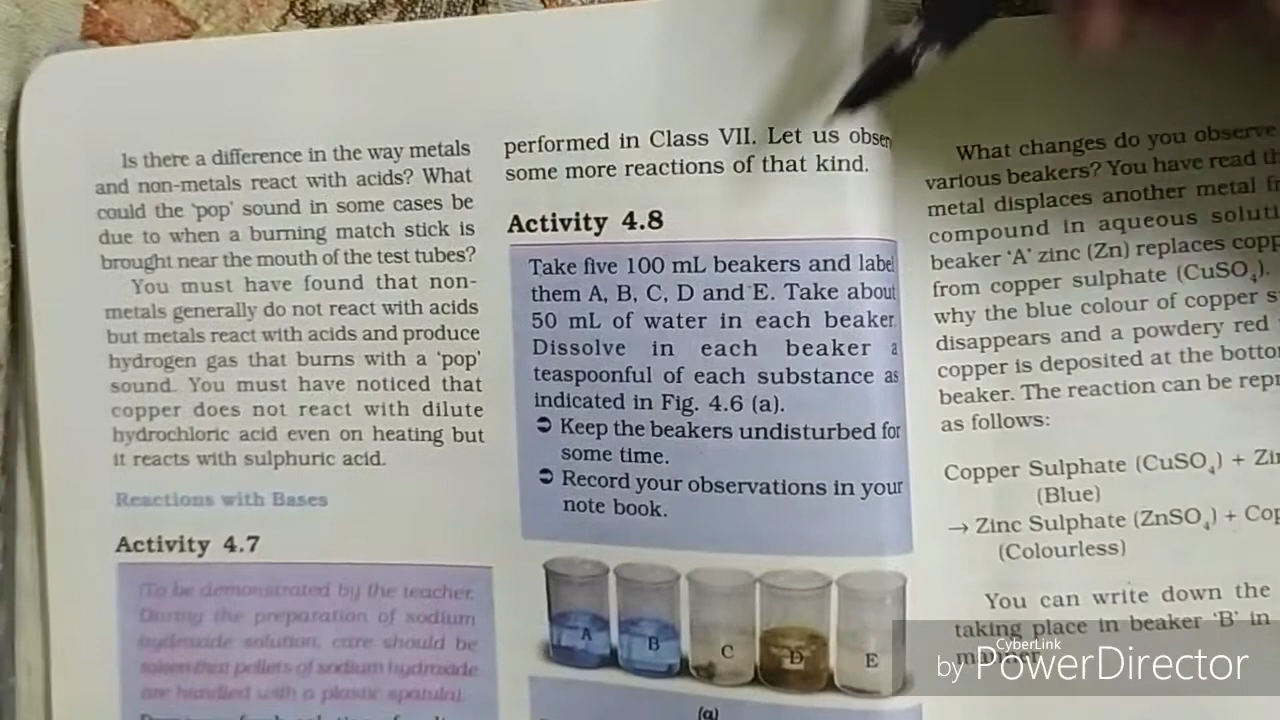 Is there a difference in the way metals
and non-metals react with acids? What
could the 'pop' sound in some cases be
due to when a burning match stick is
brought near the mouth of the test tubes?
You must have found that non-
metals generally do not react with acids
but metals react with acids and produce
hydrogen gas that burns with a 'pop'
sound. You must have noticed that
copper does not react with dilute
hydrochloric acid even on heating but
it reacts with sulphuric acid.
Reactions with Bases
Activity 4.7
(To be demonstrated by the teacher.
During the preparation of sodium
hydroxide solution, care should be
taken that pellets of sodium hydroxide
are handled with a plastic spatula).
performed in Class VII. Let us obser
some more reactions of that kind.
Activity 4.8
Take five 100 mL beakers and label
them A, B, C, D and E. Take about
50 mL of water in each beaker.
Dissolve in each beaker a
teaspoonful of each substance as
indicated in Fig. 4.6 (a).
➲ Keep the beakers undisturbed for
some time.
➲ Record your observations in your
note book.
A B C D E
(a)
What changes do you observe
various beakers? You have read th
metal displaces another metal fr
compound in aqueous soluti
beaker 'A' zinc (Zn) replaces copp
from copper sulphate (CuSO₄).
why the blue colour of copper s
disappears and a powdery red
copper is deposited at the botto
beaker. The reaction can be repr
as follows:
Copper Sulphate (CuSO₄) + Zin
(Blue)
→ Zinc Sulphate (ZnSO₄) + Cop
(Colourless)
You can write down the
taking place in beaker 'B' in
CyberLink
by PowerDirector